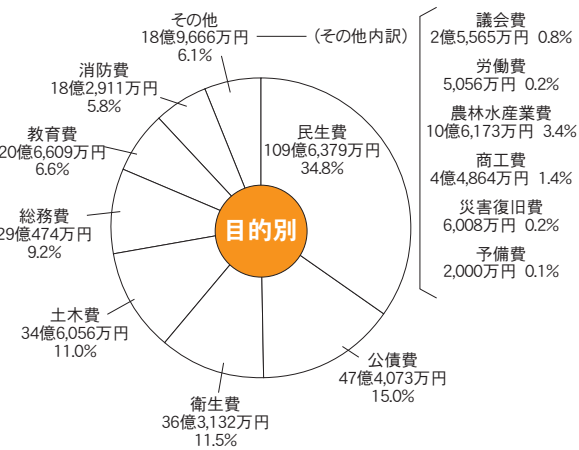 その他
18億9,666万円
6.1%
（その他内訳）
消防費
18億2,911万円
5.8%
教育費
20億6,609万円
6.6%
総務費
29億474万円
9.2%
土木費
34億6,056万円
11.0%
衛生費
36億3,132万円
11.5%
公債費
47億4,073万円
15.0%
民生費
109億6,379万円
34.8%
目的別
議会費
2億5,565万円 0.8%
労働費
5,056万円 0.2%
農林水産業費
10億6,173万円 3.4%
商工費
4億4,864万円 1.4%
災害復旧費
6,008万円 0.2%
予備費
2,000万円 0.1%